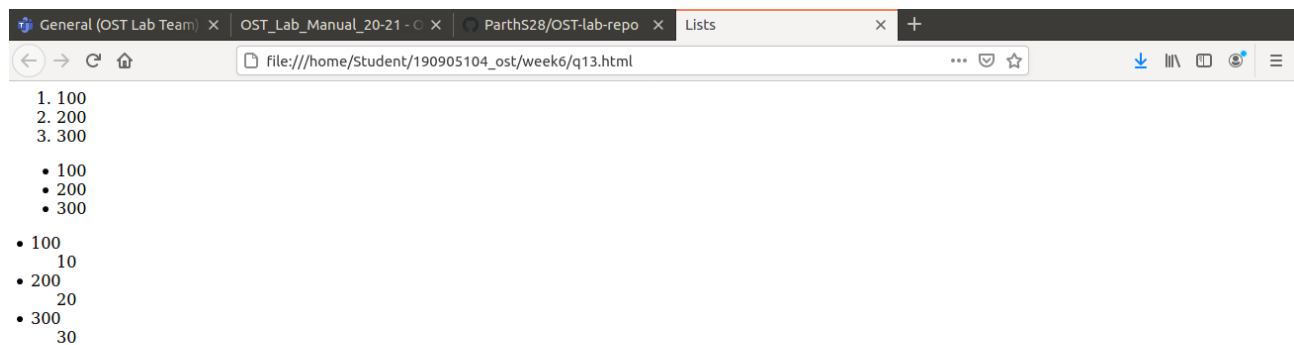 General (OST Lab Team)
OST_Lab_Manual_20-21 -
ParthS28/OST-lab-repo
Lists
file:///home/Student/190905104_ost/week6/q13.html
1. 100
2. 200
3. 300
• 100
• 200
• 300
• 100
10
• 200
20
• 300
30